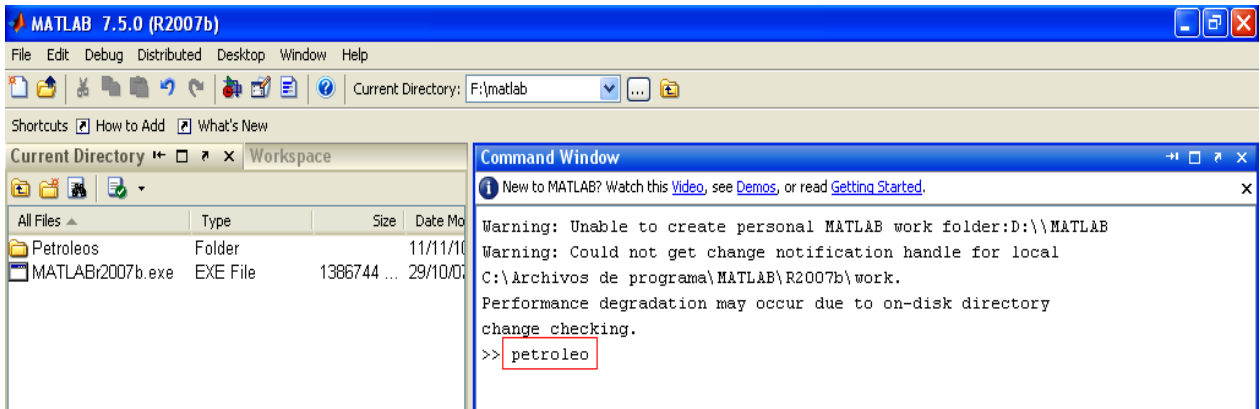 MATLAB 7.5.0 (R2007b)
File Edit Debug Distributed Desktop Window Help
Current Directory: F:\matlab
Shortcuts How to Add What's New
Current Directory Workspace
All Files Type Size Date Mo
Petroleos Folder 11/11/10
MATLABr2007b.exe EXE File 1386744 ... 29/10/07
Command Window
New to MATLAB? Watch this Video, see Demos, or read Getting Started.
Warning: Unable to create personal MATLAB work folder:D:\\MATLAB
Warning: Could not get change notification handle for local
C:\Archivos de programa\MATLAB\R2007b\work.
Performance degradation may occur due to on-disk directory
change checking.
>> petroleo